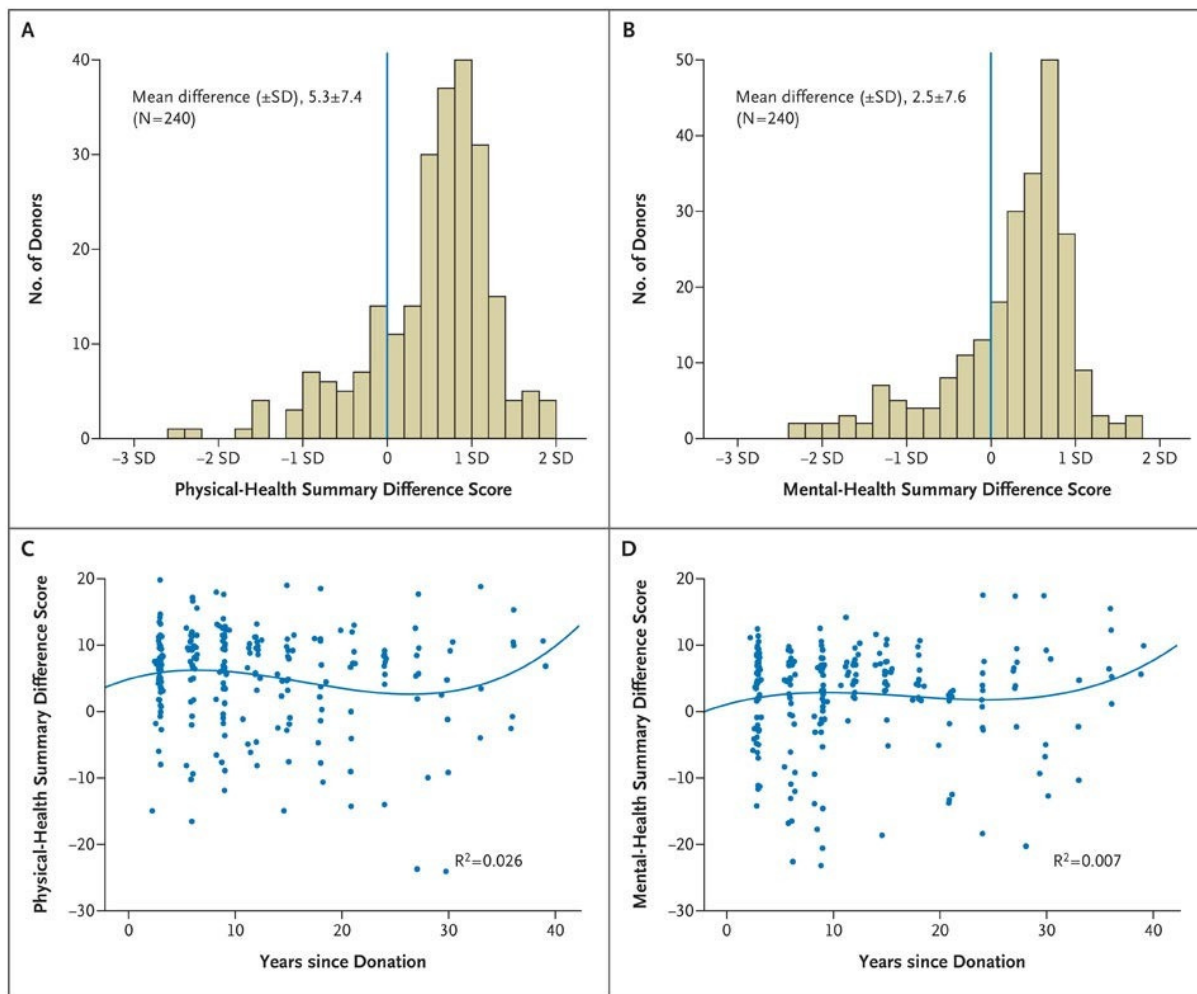 A
Mean difference (±SD), 5.3±7.4
(N=240)
No. of Donors
40
30
20
10
0
−3 SD
−2 SD
−1 SD
0
1 SD
2 SD
Physical-Health Summary Difference Score
B
Mean difference (±SD), 2.5±7.6
(N=240)
No. of Donors
50
40
30
20
10
0
−3 SD
−2 SD
−1 SD
0
1 SD
2 SD
Mental-Health Summary Difference Score
C
Physical-Health Summary Difference Score
20
10
0
−10
−20
−30
R²=0.026
0
10
20
30
40
Years since Donation
D
Mental-Health Summary Difference Score
20
10
0
−10
−20
−30
R²=0.007
0
10
20
30
40
Years since Donation